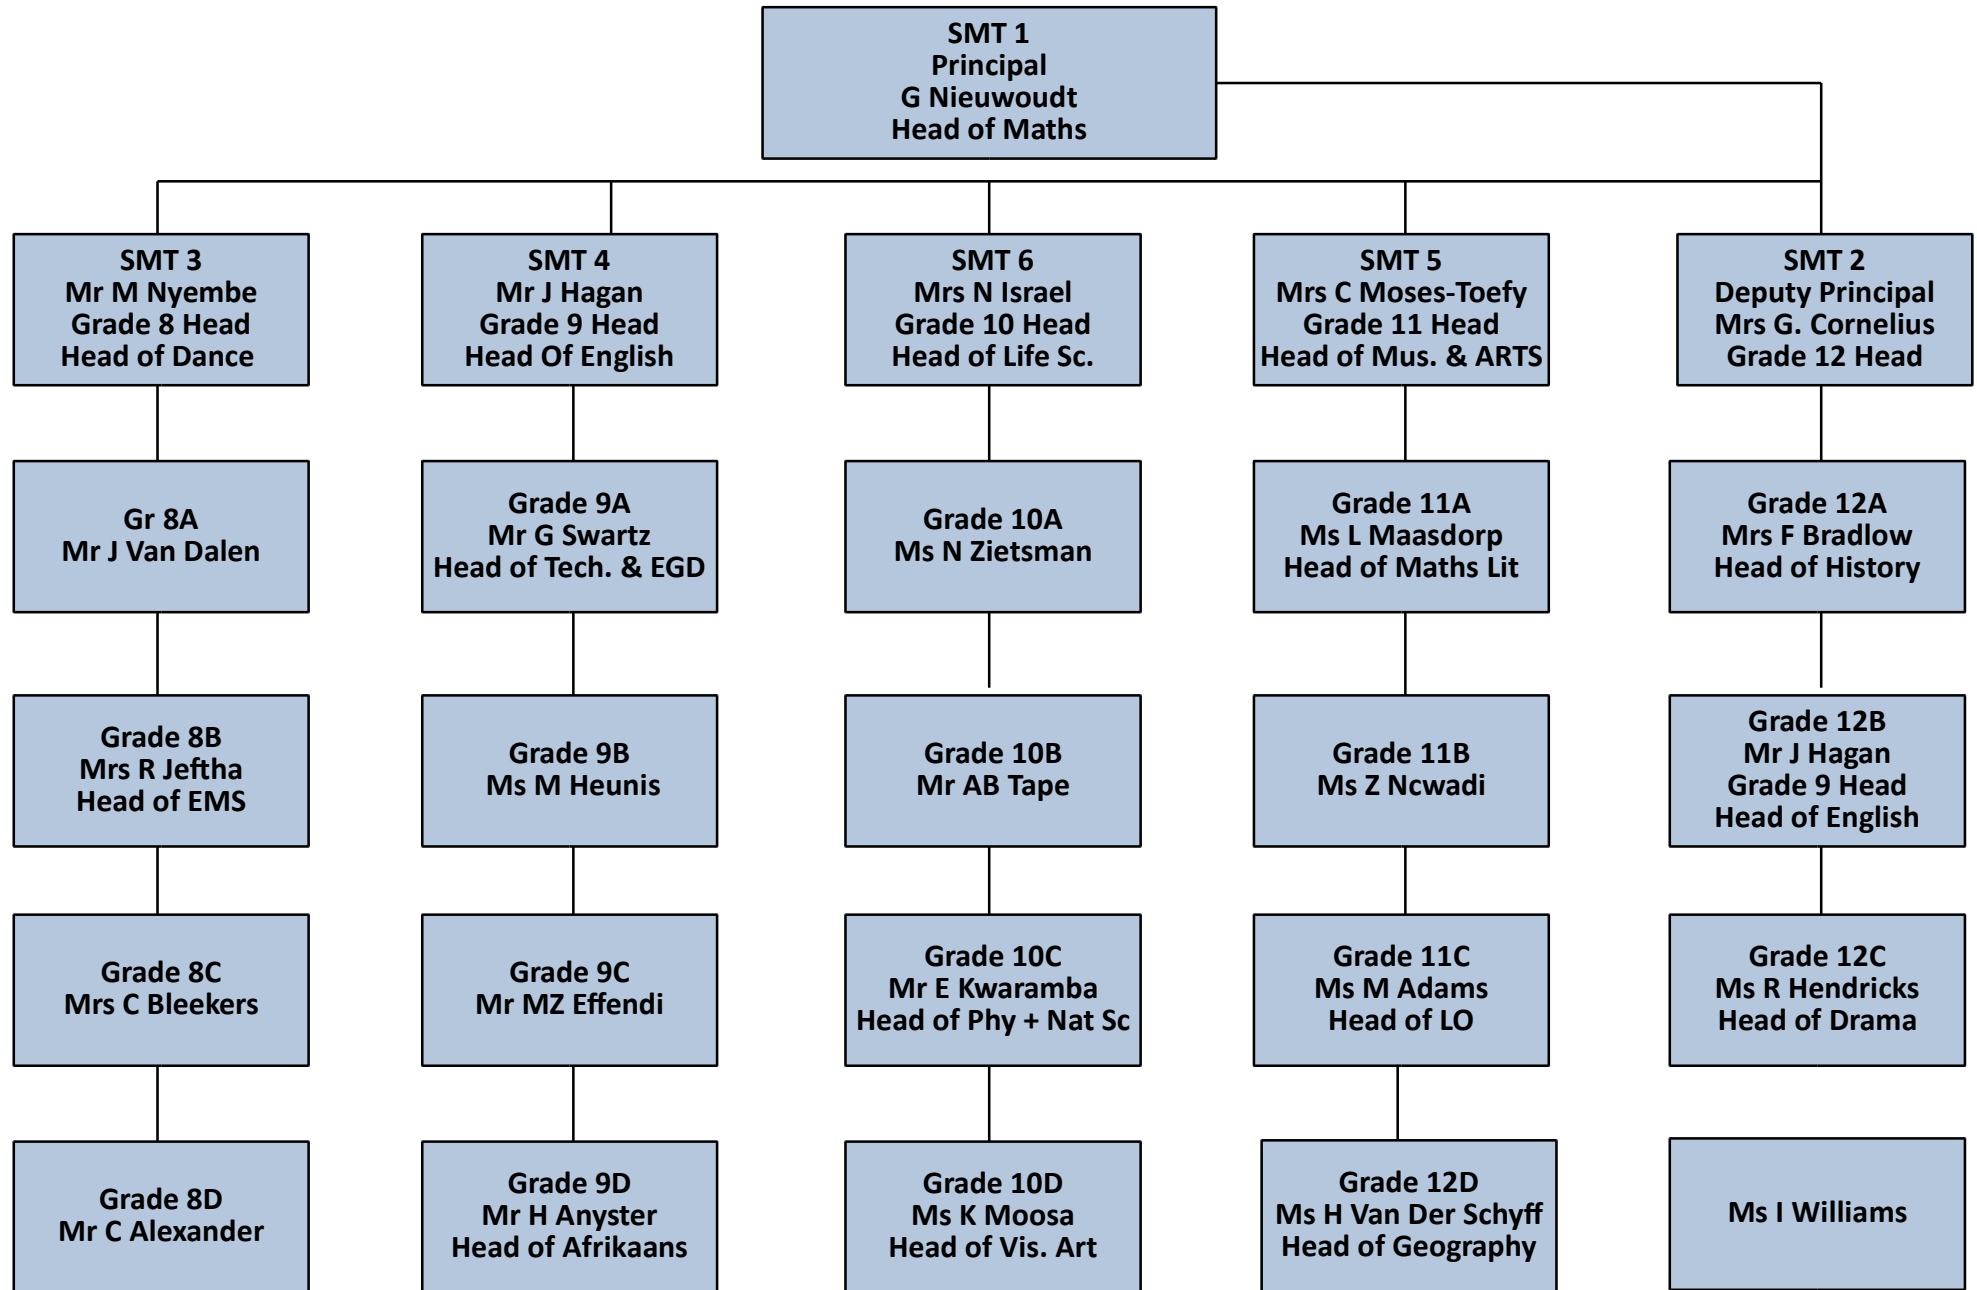 SMT 1
Principal
G Nieuwoudt
Head of Maths
SMT 3
Mr M Nyembe
Grade 8 Head
Head of Dance
SMT 4
Mr J Hagan
Grade 9 Head
Head Of English
SMT 6
Mrs N Israel
Grade 10 Head
Head of Life Sc.
SMT 5
Mrs C Moses-Toefy
Grade 11 Head
Head of Mus. & ARTS
SMT 2
Deputy Principal
Mrs G. Cornelius
Grade 12 Head
Gr 8A
Mr J Van Dalen
Grade 9A
Mr G Swartz
Head of Tech. & EGD
Grade 10A
Ms N Zietsman
Grade 11A
Ms L Maasdorp
Head of Maths Lit
Grade 12A
Mrs F Bradlow
Head of History
Grade 8B
Mrs R Jeftha
Head of EMS
Grade 9B
Ms M Heunis
Grade 10B
Mr AB Tape
Grade 11B
Ms Z Ncwadi
Grade 12B
Mr J Hagan
Grade 9 Head
Head of English
Grade 8C
Mrs C Bleekers
Grade 9C
Mr MZ Effendi
Grade 10C
Mr E Kwaramba
Head of Phy + Nat Sc
Grade 11C
Ms M Adams
Head of LO
Grade 12C
Ms R Hendricks
Head of Drama
Grade 8D
Mr C Alexander
Grade 9D
Mr H Anyster
Head of Afrikaans
Grade 10D
Ms K Moosa
Head of Vis. Art
Grade 12D
Ms H Van Der Schyff
Head of Geography
Ms I Williams